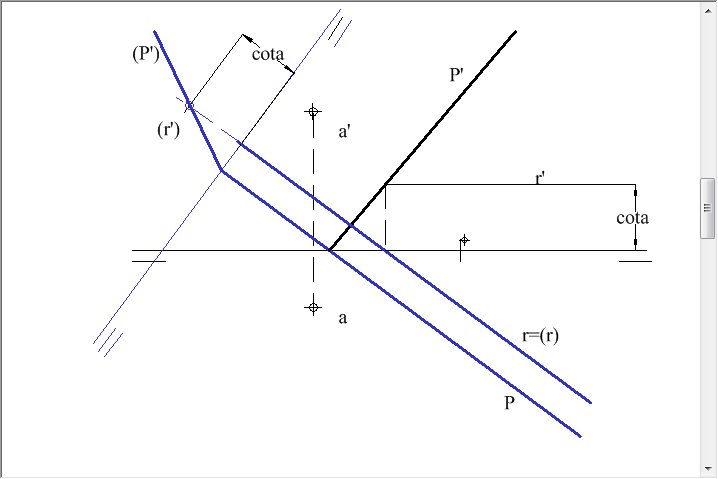 (P')
cota
P'
(r')
a'
r'
cota
a
r=(r)
P